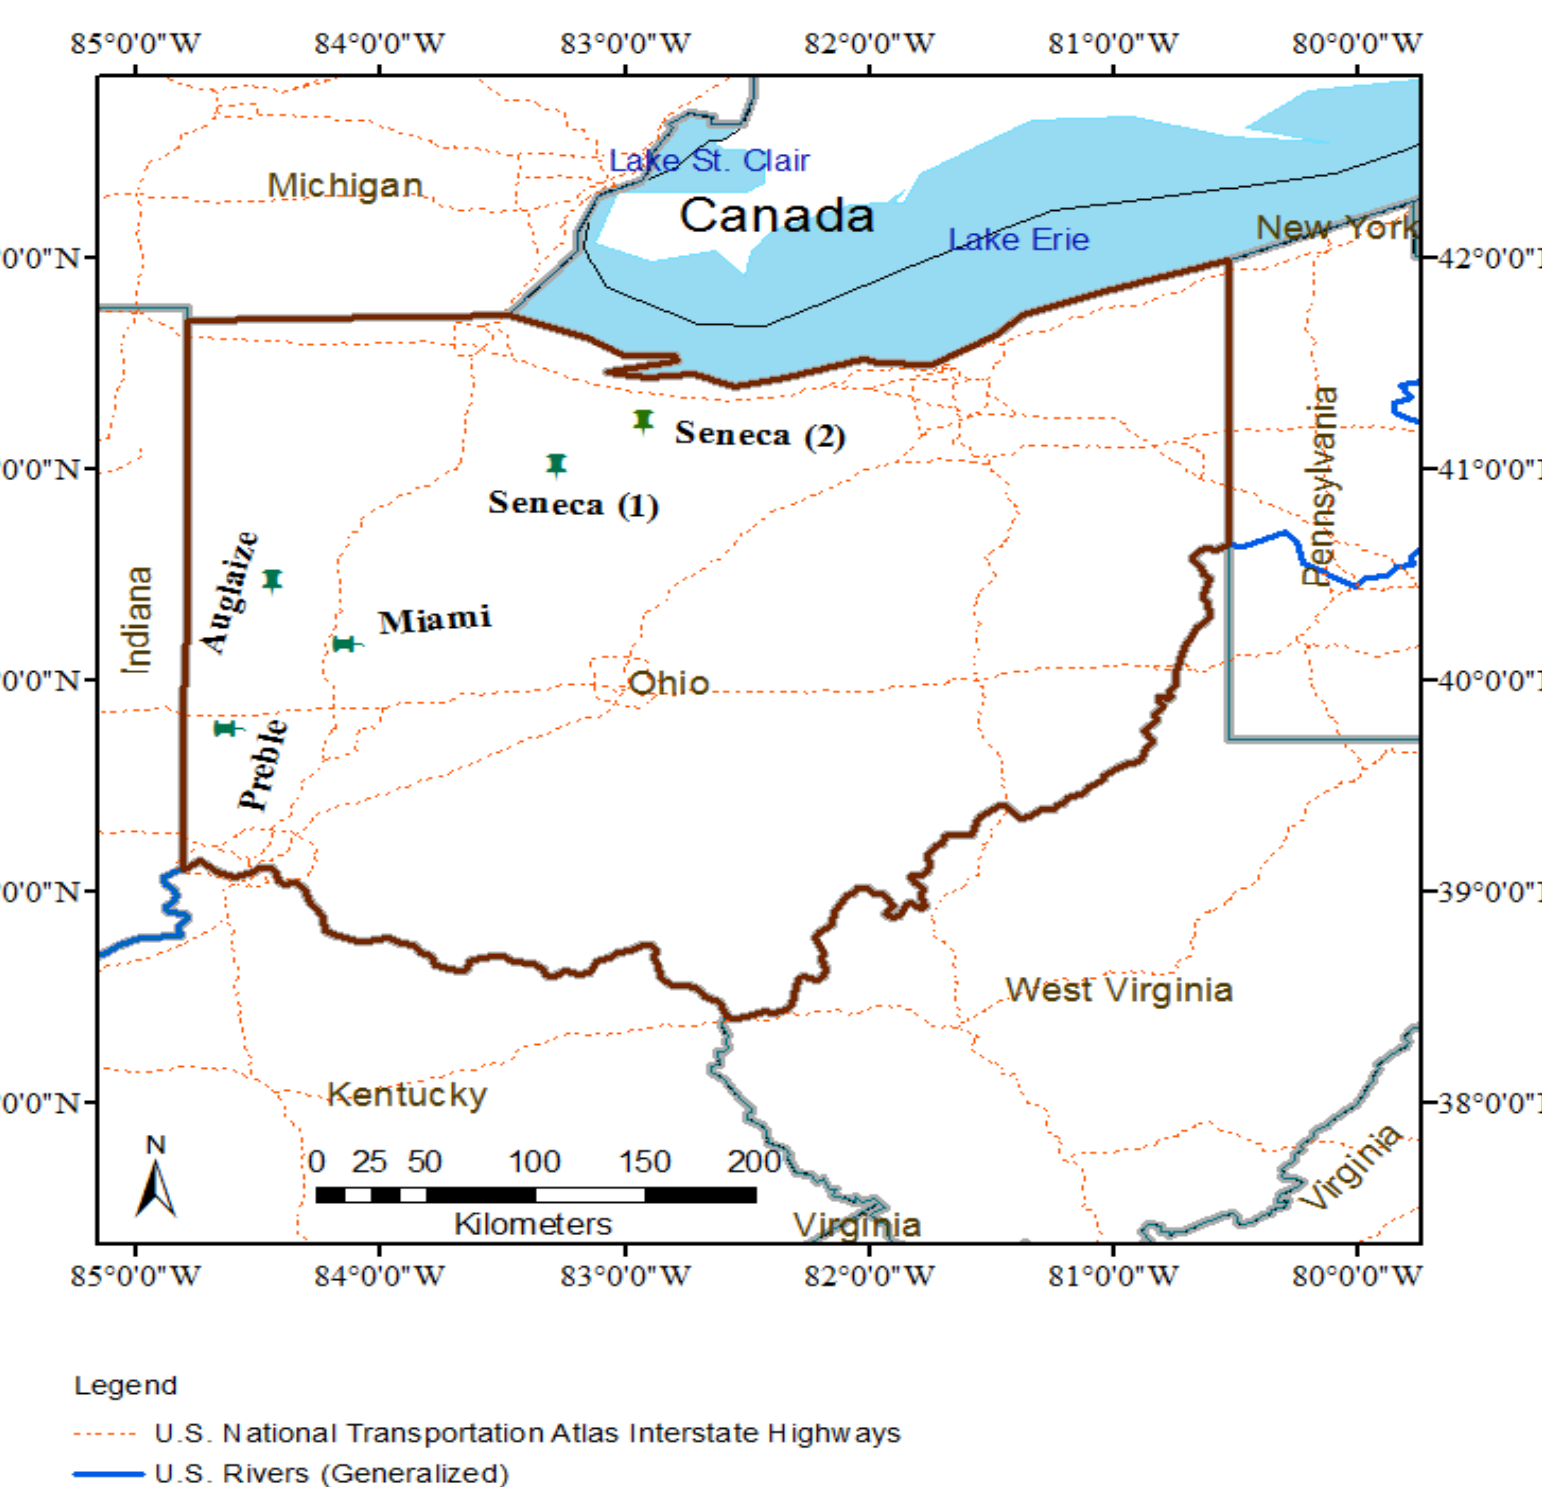 85°0'0"W 84°0'0"W 83°0'0"W 82°0'0"W 81°0'0"W 80°0'0"W
Lake St. Clair
Michigan
Canada
New York
Lake Erie
0'0"N 42°0'0"
Seneca (2)
0'0"N 41°0'0"
Seneca (1)
Pennsylvania
Auglaize
Indiana
Miami
0'0"N Ohio 40°0'0"
Preble
0'0"N 39°0'0"
West Virginia
Kentucky
0'0"N 38°0'0"
N
0 25 50 100 150 200
Kilometers
Virginia
Virginia
85°0'0"W 84°0'0"W 83°0'0"W 82°0'0"W 81°0'0"W 80°0'0"W
Legend
U.S. National Transportation Atlas Interstate Highways
U.S. Rivers (Generalized)